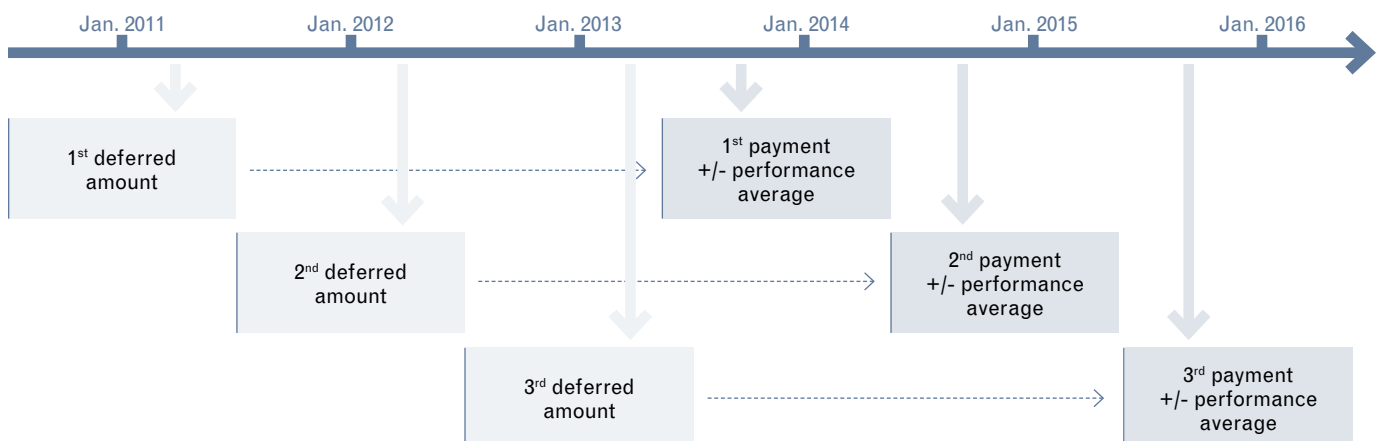 Jan. 2011 Jan. 2012 Jan. 2013 Jan. 2014 Jan. 2015 Jan. 2016
1st deferred
amount
1st payment
+/- performance
average
2nd deferred
amount
2nd payment
+/- performance
average
3rd deferred
amount
3rd payment
+/- performance
average